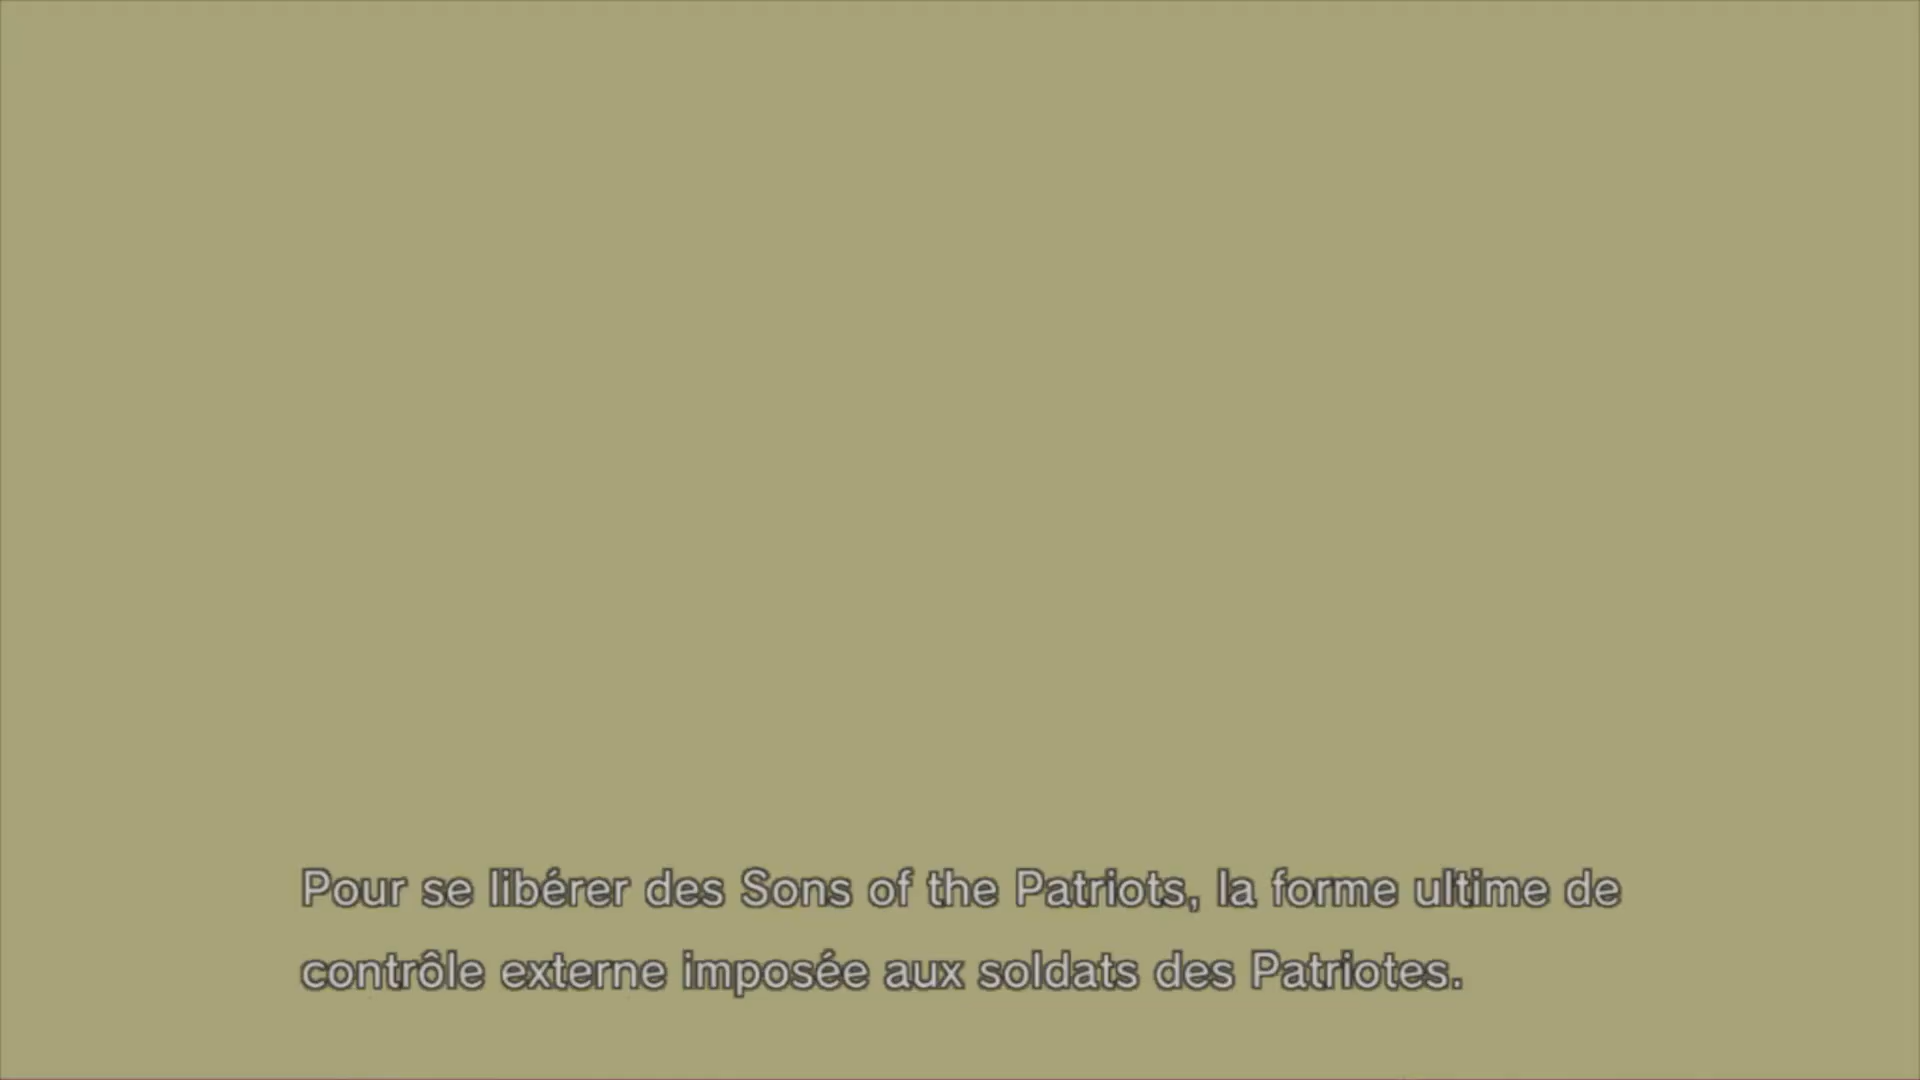 Pour se libérer des Sons of the Patriots, la forme ultime de
contrôle externe imposée aux soldats des Patriotes.